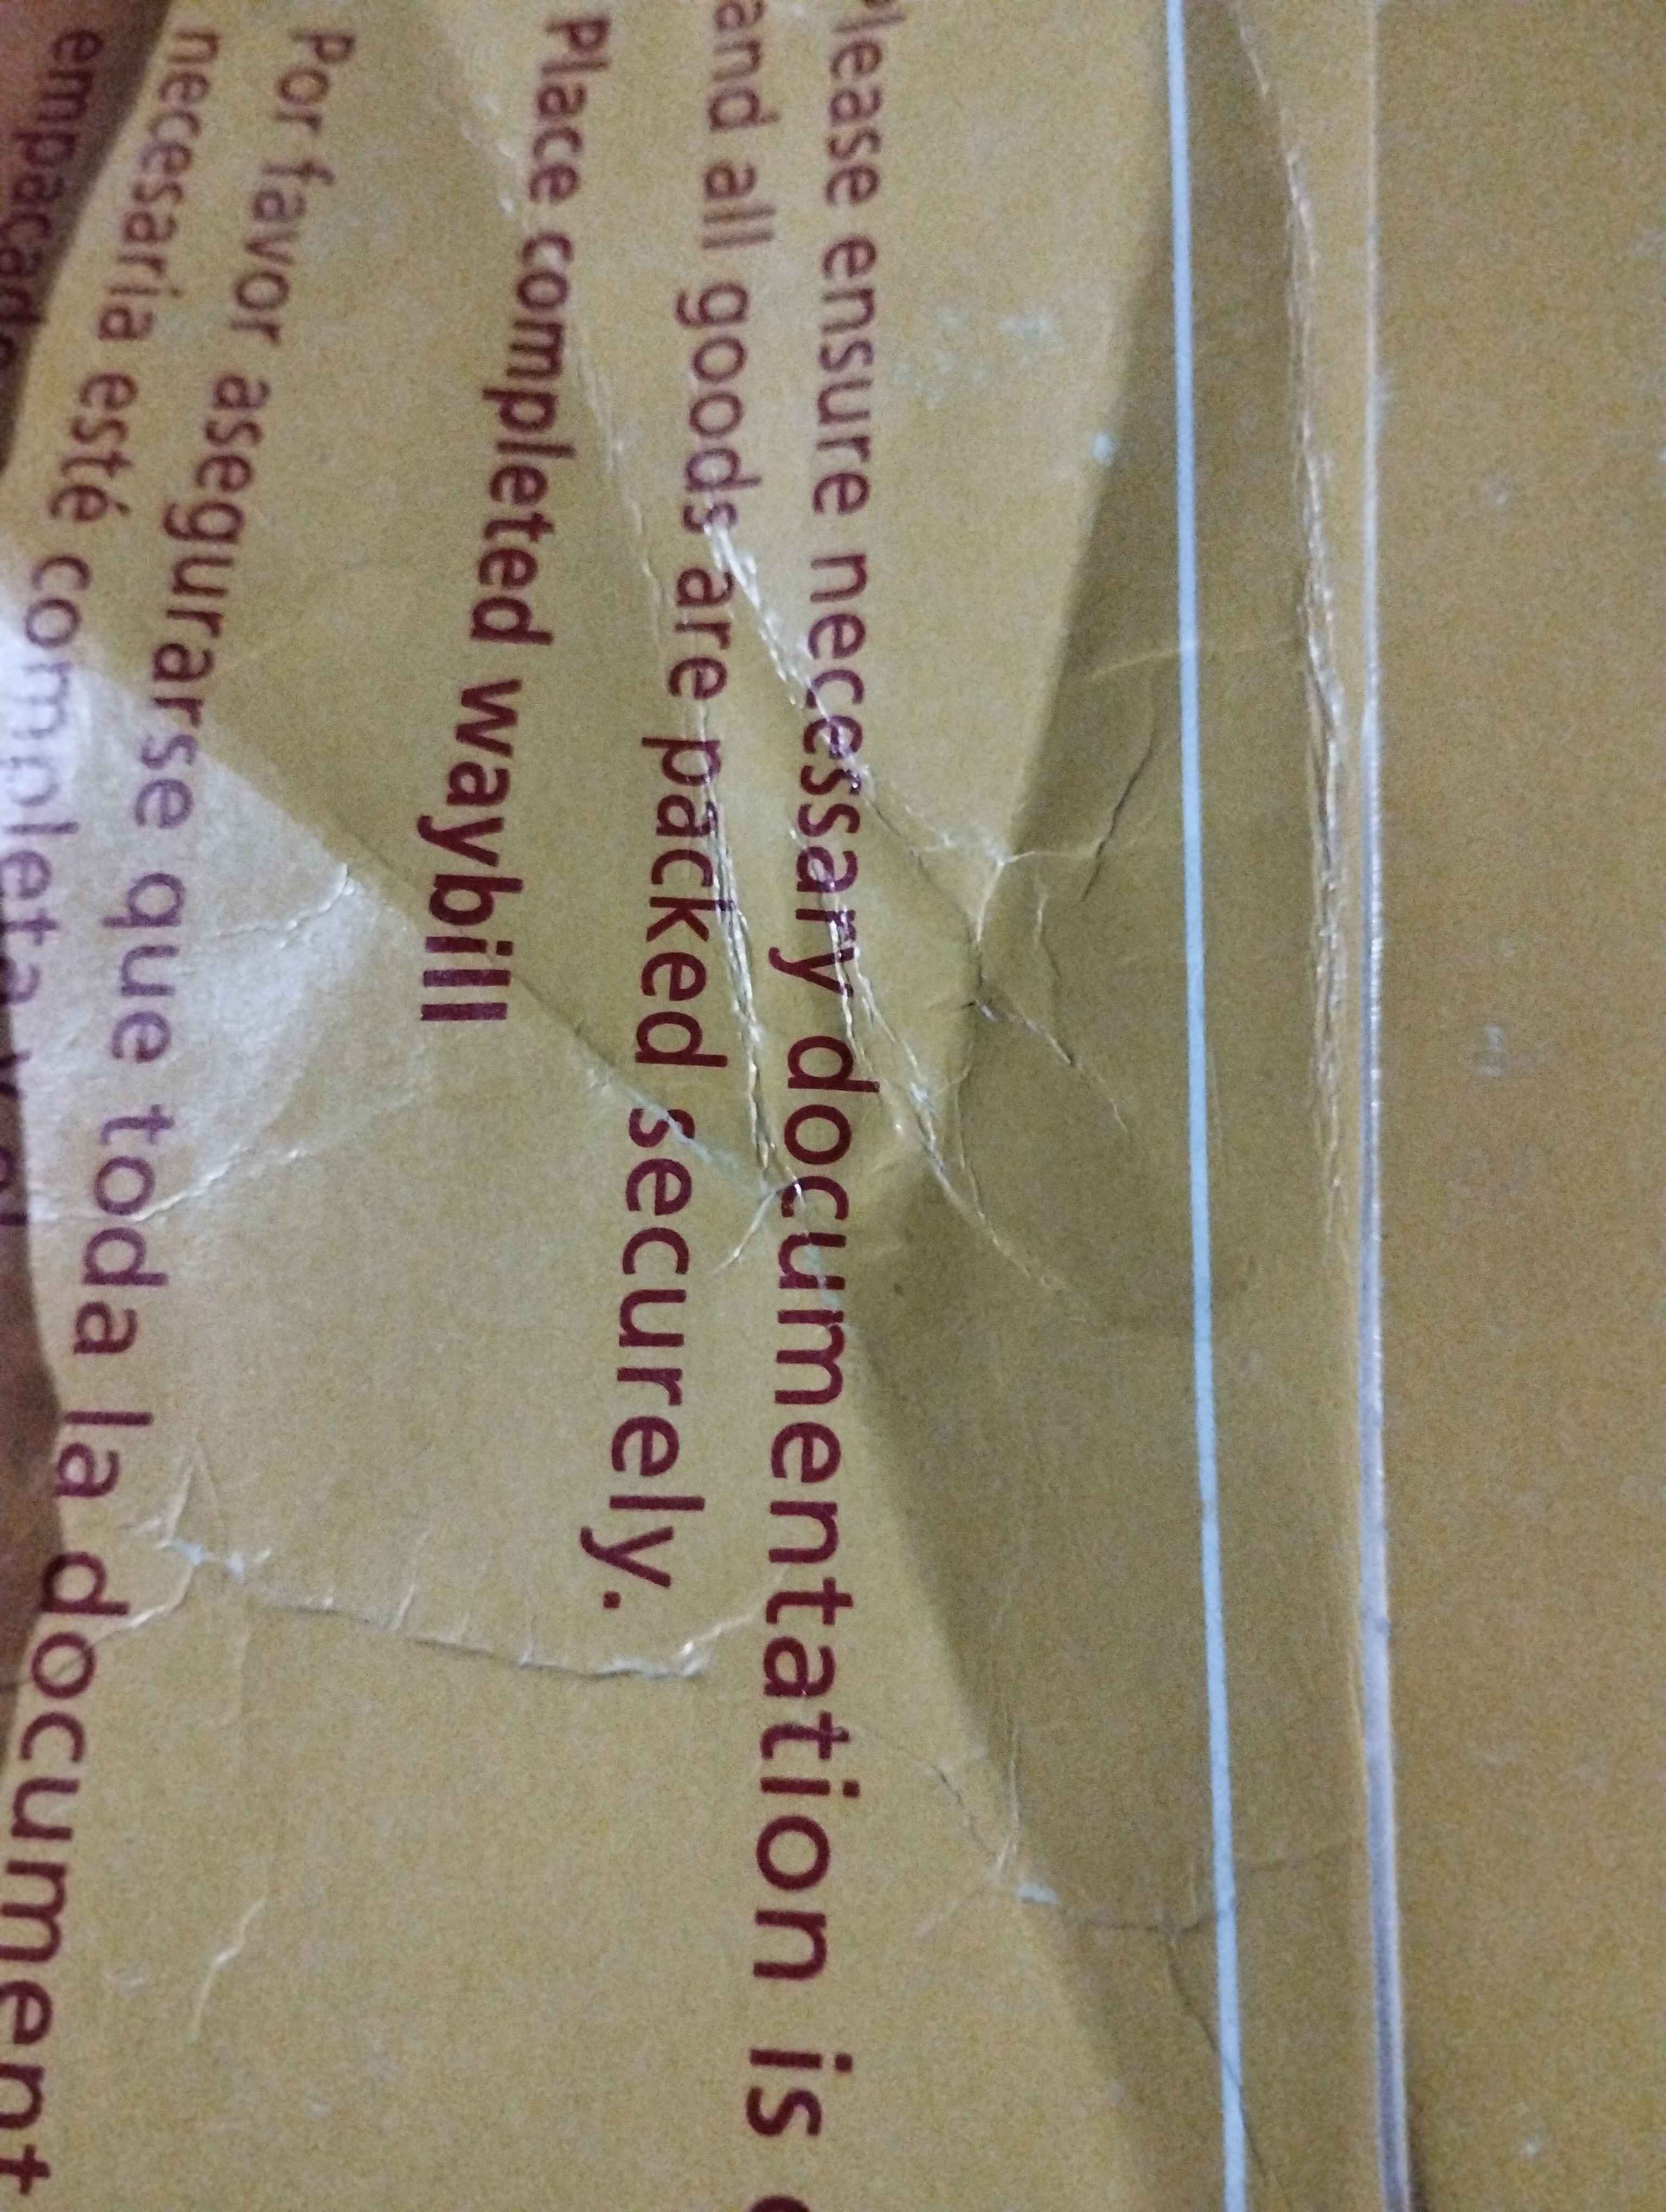 Please ensure necessary documentation is
and all goods are packed securely.
Place completed waybill
Por favor asegurarse que toda la document
necesaria esté completa y